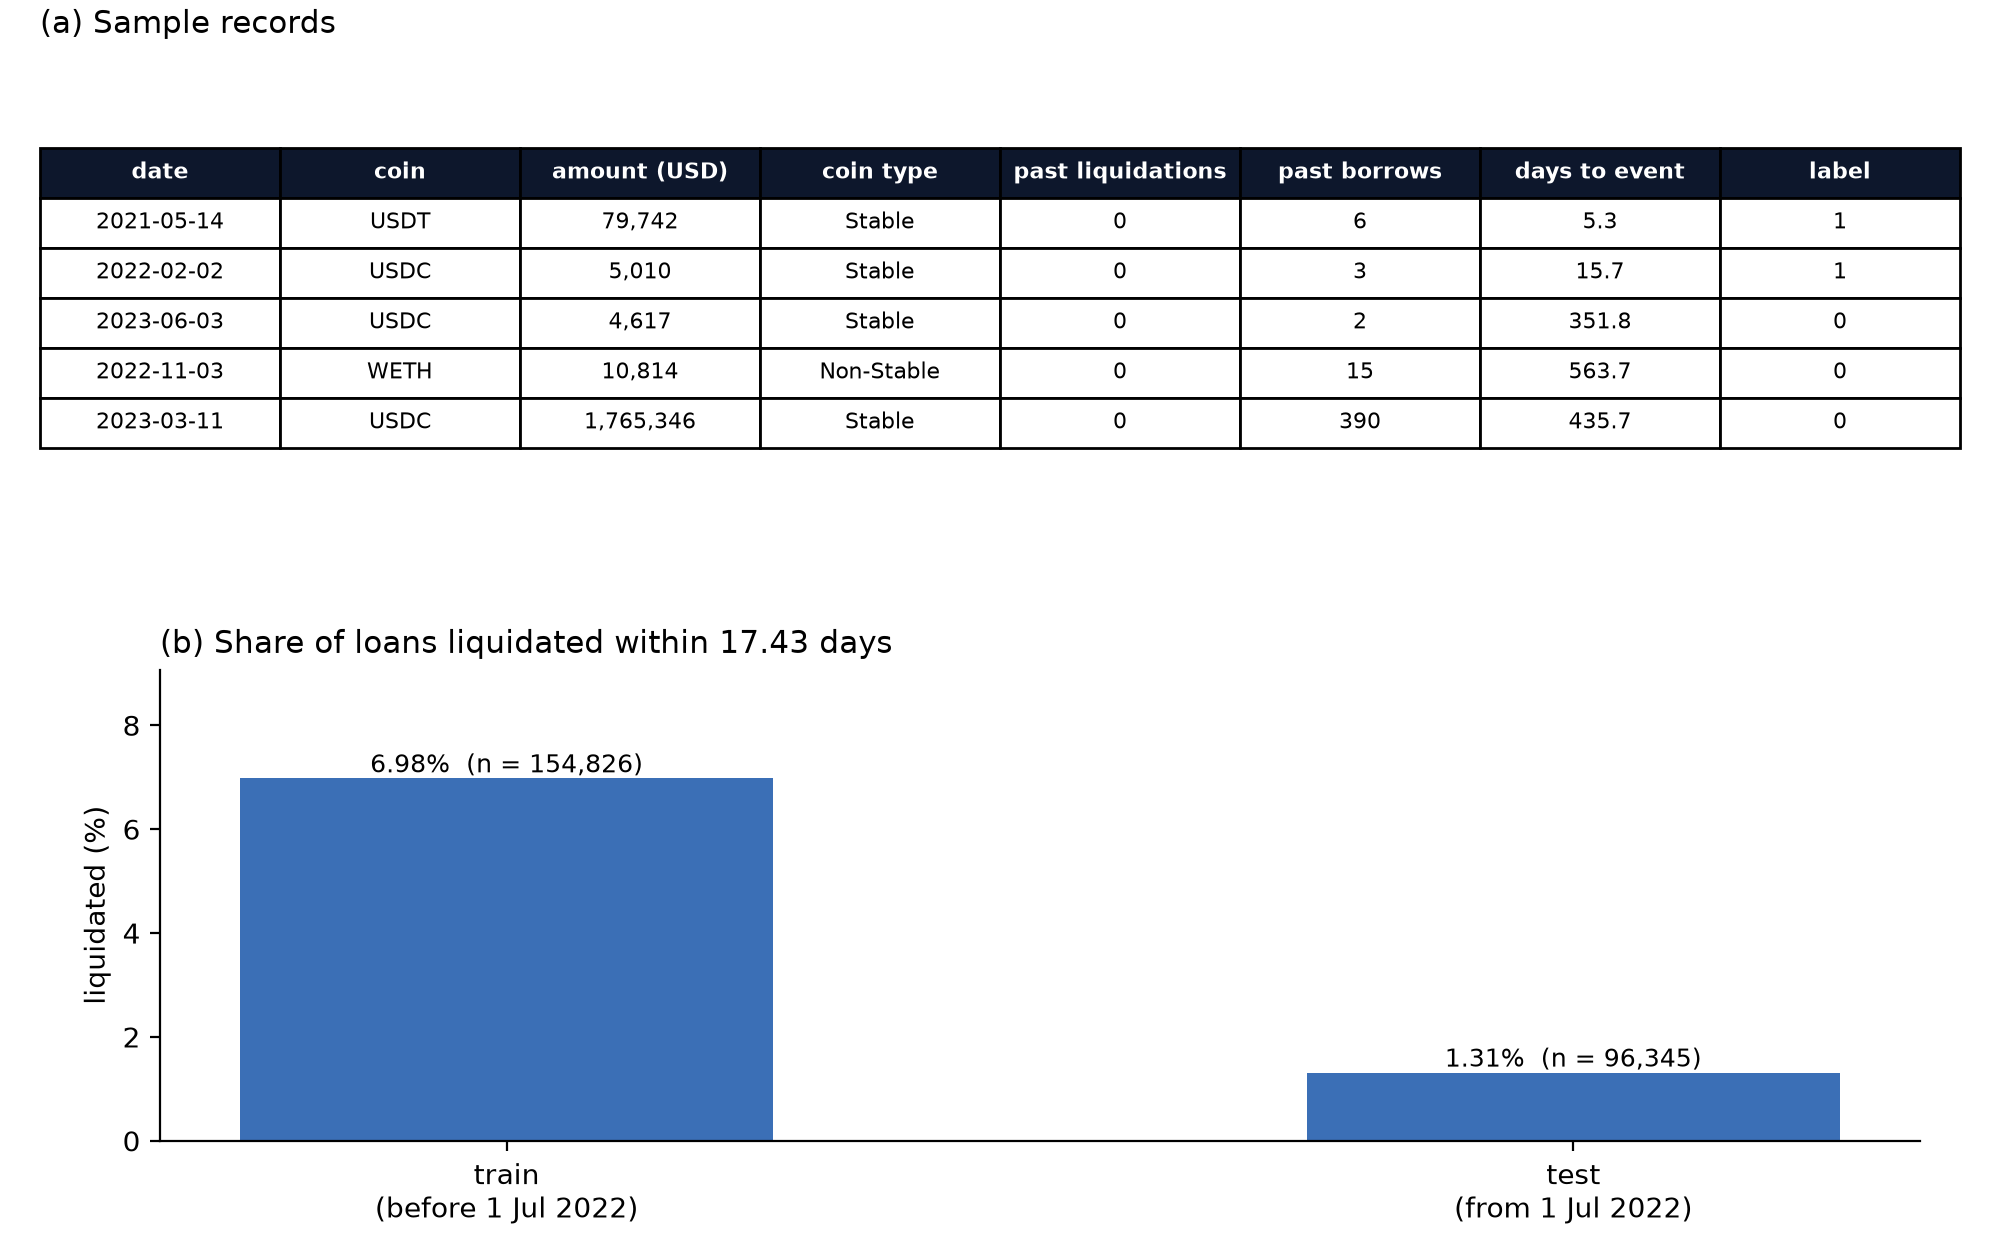 (a) Sample records
date coin amount (USD) coin type past liquidations past borrows days to event label
2021-05-14 USDT 79,742 Stable 0 6 5.3 1
2022-02-02 USDC 5,010 Stable 0 3 15.7 1
2023-06-03 USDC 4,617 Stable 0 2 351.8 0
2022-11-03 WETH 10,814 Non-Stable 0 15 563.7 0
2023-03-11 USDC 1,765,346 Stable 0 390 435.7 0
(b) Share of loans liquidated within 17.43 days
liquidated (%)
8
6
4
2
0
6.98% (n = 154,826)
1.31% (n = 96,345)
train
(before 1 Jul 2022)
test
(from 1 Jul 2022)